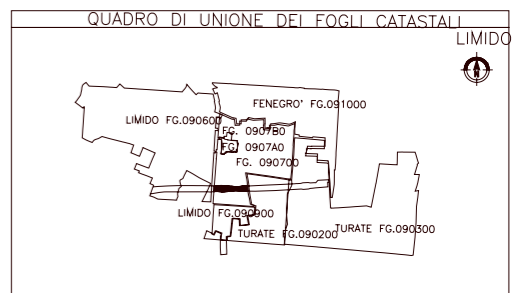 QUADRO DI UNIONE DEI FOGLI CATASTALI
LIMIDO
FENEGRO' FG.091000
LIMIDO FG.090600
FG. 0907B0
FG. 0907A0
FG. 090700
LIMIDO FG.090900
TURATE FG.090200
TURATE FG.090300